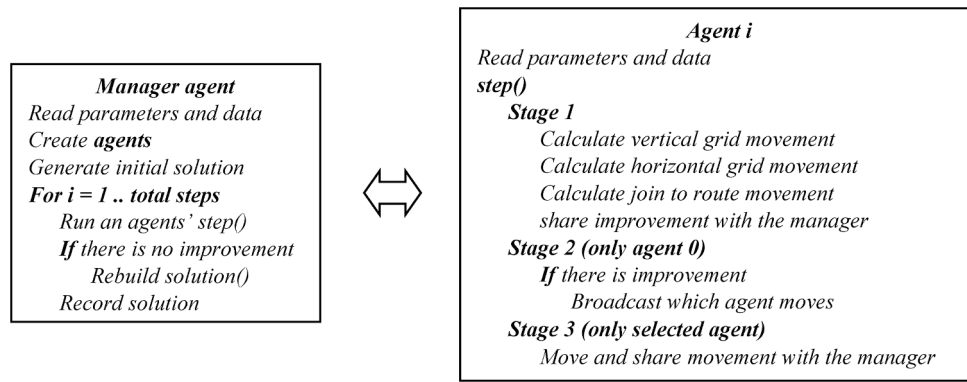 Manager agent
Read parameters and data
Create agents
Generate initial solution
For i = 1 .. total steps
Run an agents' step()
If there is no improvement
Rebuild solution()
Record solution
Agent i
Read parameters and data
step()
Stage 1
Calculate vertical grid movement
Calculate horizontal grid movement
Calculate join to route movement
share improvement with the manager
Stage 2 (only agent 0)
If there is improvement
Broadcast which agent moves
Stage 3 (only selected agent)
Move and share movement with the manager